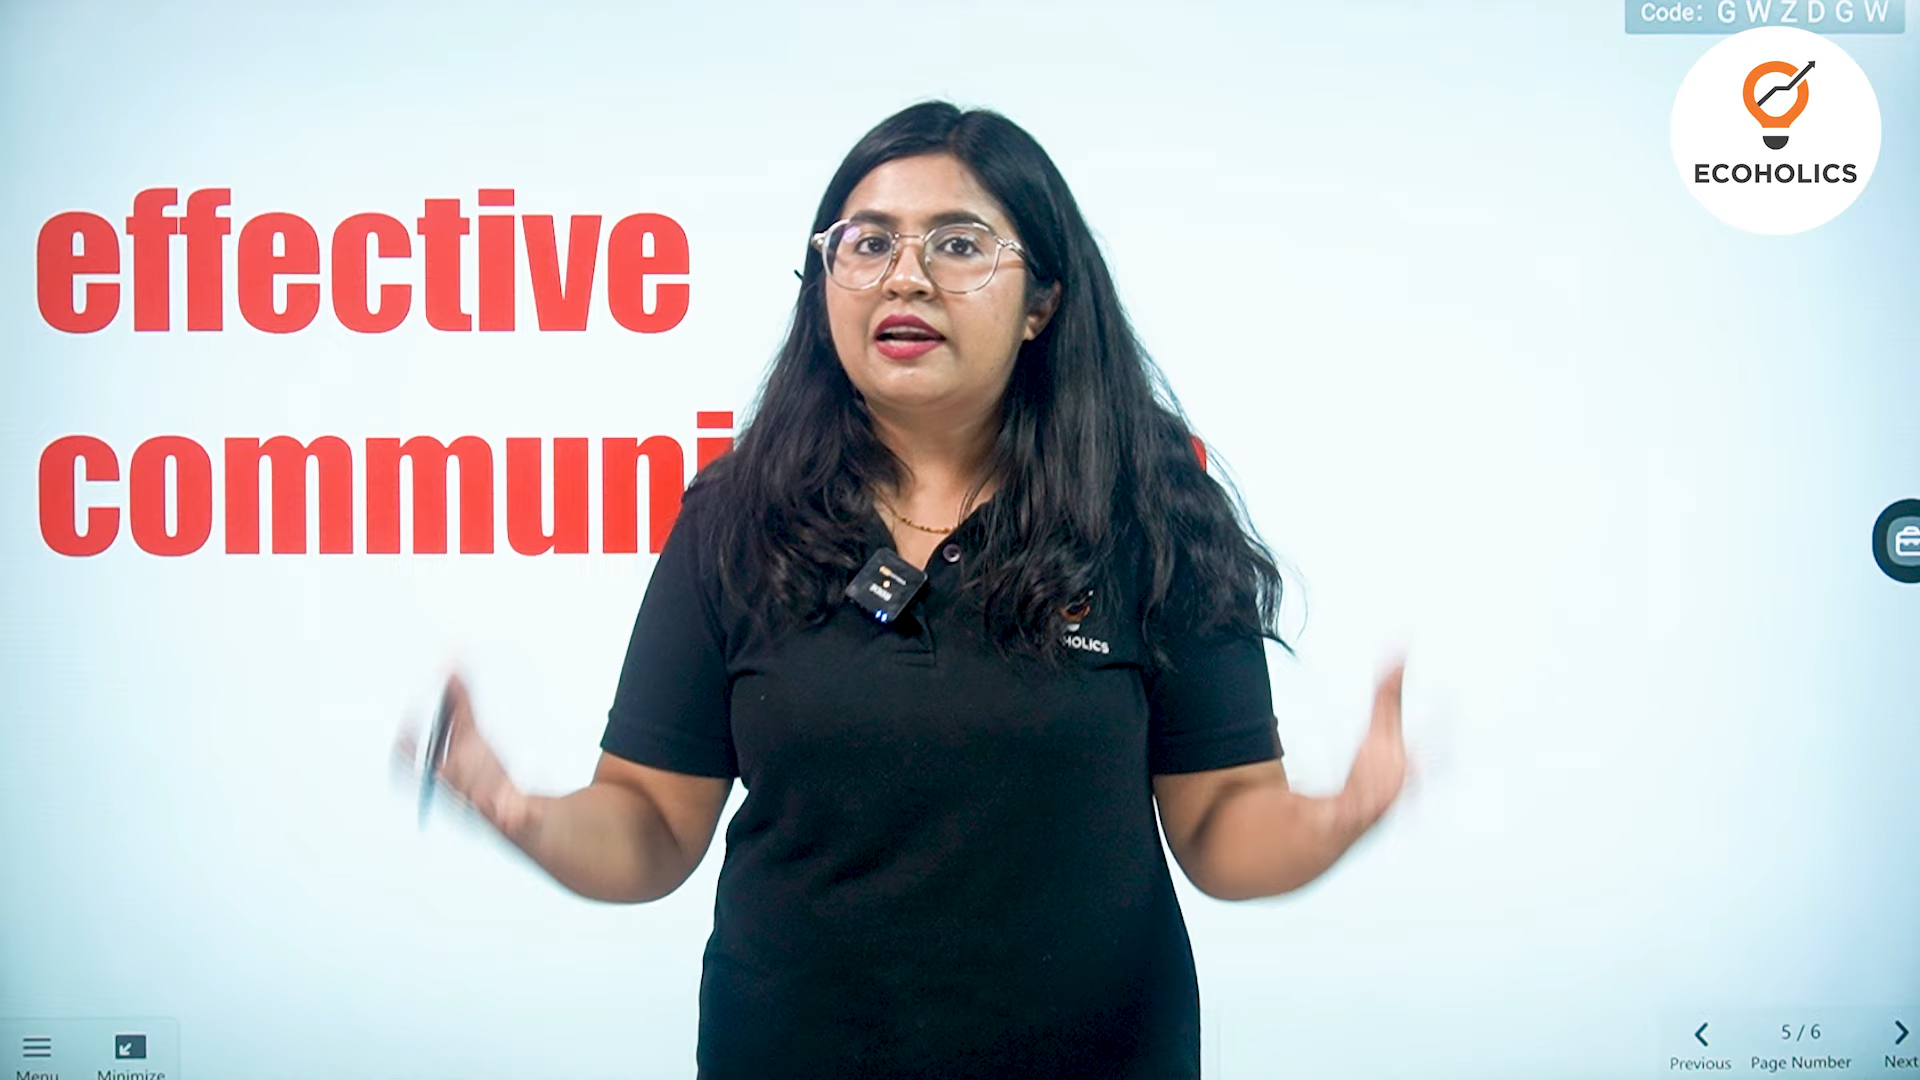 Code: G W Z D G W
ECOHOLICS
effective
communi
HOLICS
Menu
Minimize
5 / 6
Previous
Page Number
Next